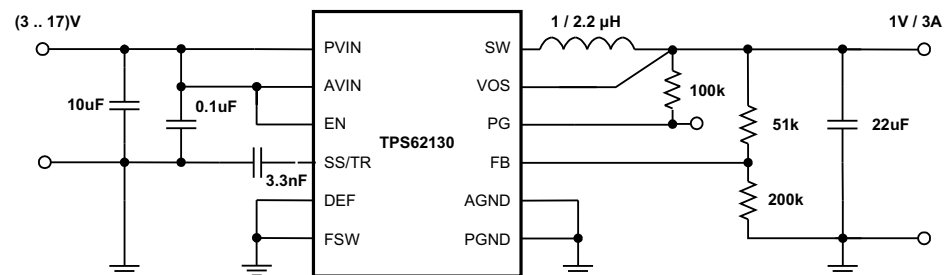 (3 .. 17)V
1 / 2.2 µH
1V / 3A
PVIN
SW
AVIN
VOS
10uF
0.1uF
100k
EN
PG
51k
22uF
TPS62130
SS/TR
FB
3.3nF
DEF
AGND
200k
FSW
PGND